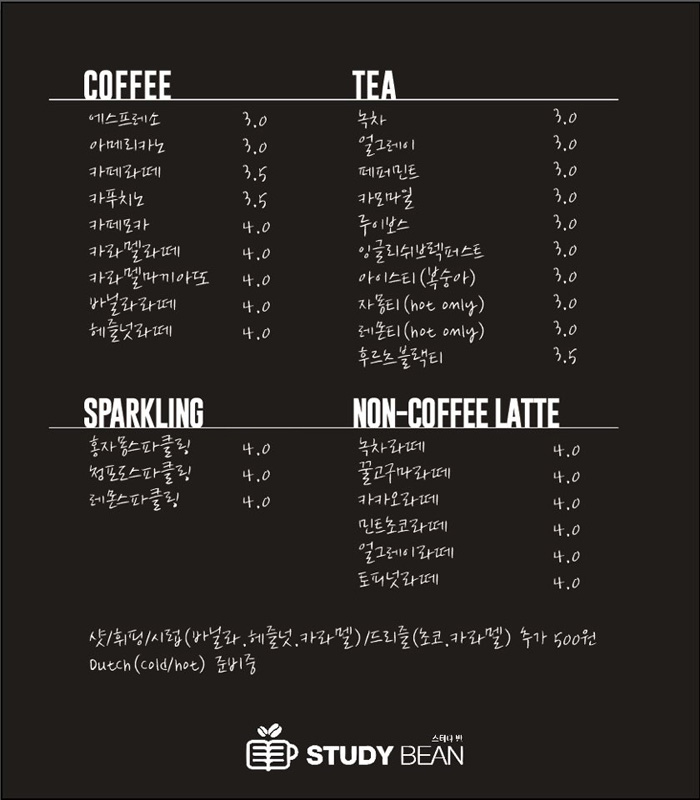 COFFEE
에스프레소 3.0
아메리카노 3.0
카페라떼 3.5
카푸치노 3.5
카페모카 4.0
카라멜라떼 4.0
카라멜마끼아또 4.0
바닐라라떼 4.0
헤즐넛라떼 4.0
TEA
녹차 3.0
얼그레이 3.0
페퍼민트 3.0
카모마일 3.0
루이보스 3.0
잉글리쉬브렉퍼스트 3.0
아이스티(복숭아) 3.0
자몽티(hot only) 3.0
레몬티(hot only) 3.0
후르츠블랙티 3.5
SPARKLING
홍자몽스파클링 4.0
청포도스파클링 4.0
레몬스파클링 4.0
NON-COFFEE LATTE
녹차라떼 4.0
꿀고구마라떼 4.0
카카오라떼 4.0
민트초코라떼 4.0
얼그레이라떼 4.0
토피넛라떼 4.0
샷/휘핑/시럽(바닐라.헤즐넛.카라멜)/드리즐(초코.카라멜) 추가 500원
Dutch(cold/hot) 준비중
스터디 빈
STUDY BEAN